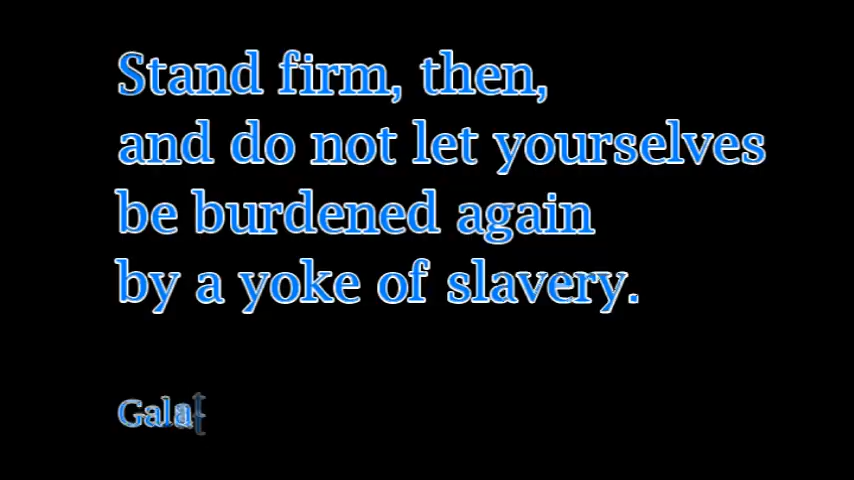 Stand firm, then,
and do not let yourselves
be burdened again
by a yoke of slavery.
Gala